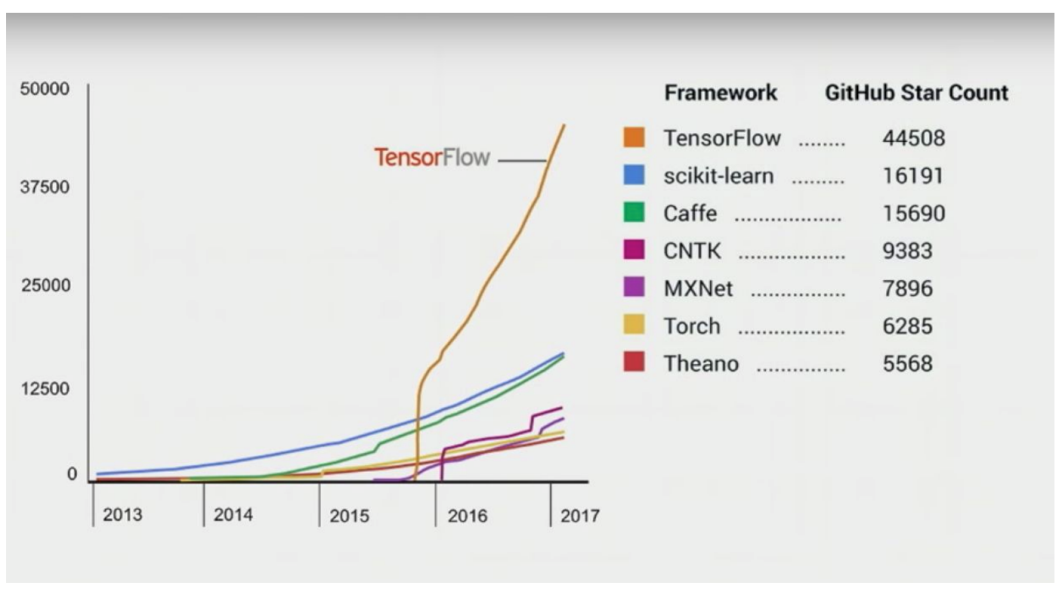 50000
37500
25000
12500
0
2013 2014 2015 2016 2017
TensorFlow
Framework GitHub Star Count
TensorFlow ........ 44508
scikit-learn ......... 16191
Caffe .................. 15690
CNTK .................. 9383
MXNet ................ 7896
Torch .................. 6285
Theano ............... 5568